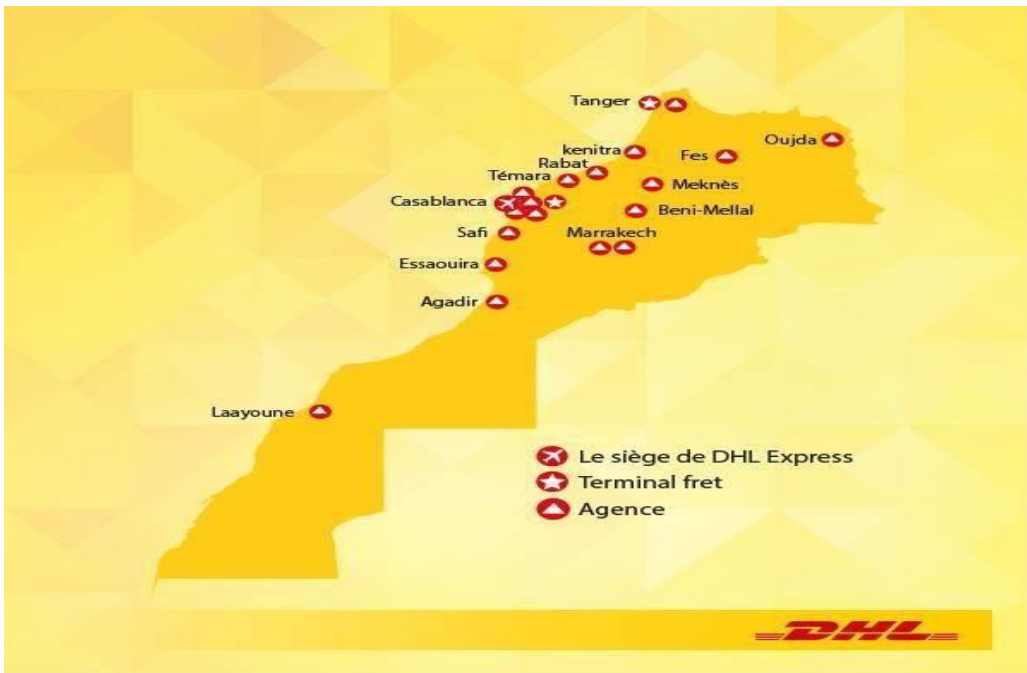 Tanger
Oujda
kenitra
Fes
Rabat
Témara
Meknès
Casablanca
Beni-Mellal
Safi
Marrakech
Essaouira
Agadir
Laayoune
Le siège de DHL Express
Terminal fret
Agence
DHL